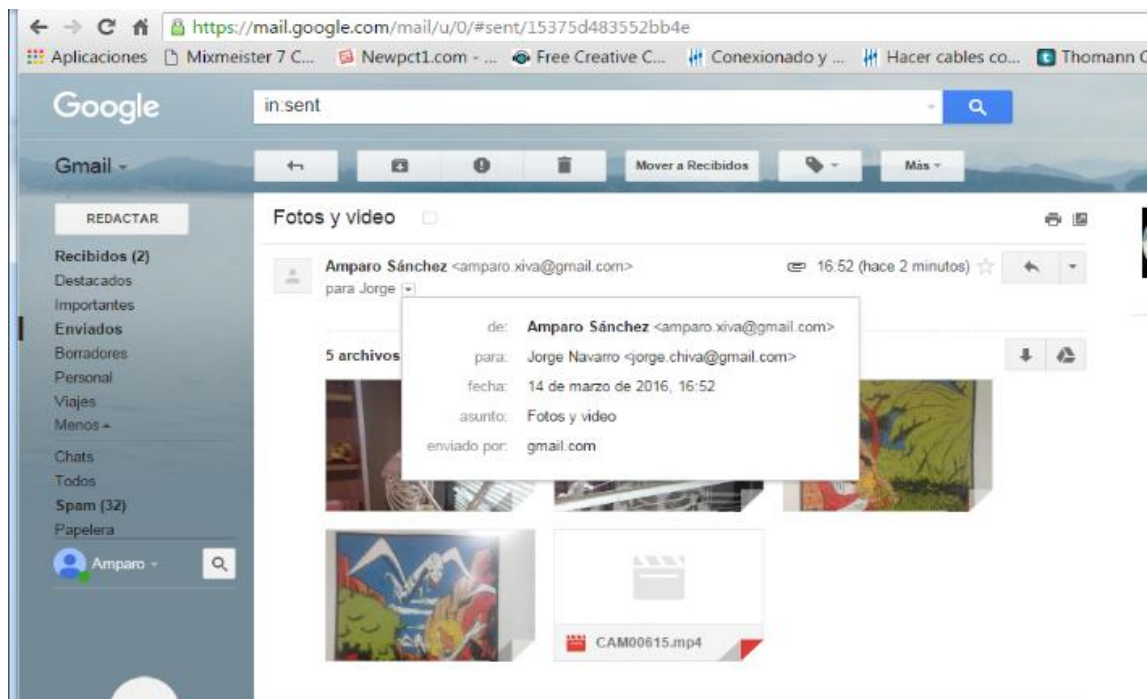 https://mail.google.com/mail/u/0/#sent/15375d483552bb4e
Aplicaciones Mixmeister 7 C... Newpct1.com - ... Free Creative C... Conexionado y ... Hacer cables co... Thomann
Google
in:sent
Gmail
Mover a Recibidos
Más
REDACTAR
Fotos y video
Recibidos (2)
Destacados
Importantes
Enviados
Borradores
Personal
Viajes
Menos
Chats
Todos
Spam (32)
Papelera
Amparo
Amparo Sánchez <amparo.xiva@gmail.com>
16:52 (hace 2 minutos)
para Jorge
de: Amparo Sánchez <amparo.xiva@gmail.com>
para: Jorge Navarro <jorge.chiva@gmail.com>
fecha: 14 de marzo de 2016, 16:52
asunto: Fotos y video
enviado por: gmail.com
5 archivos
CAM00615.mp4